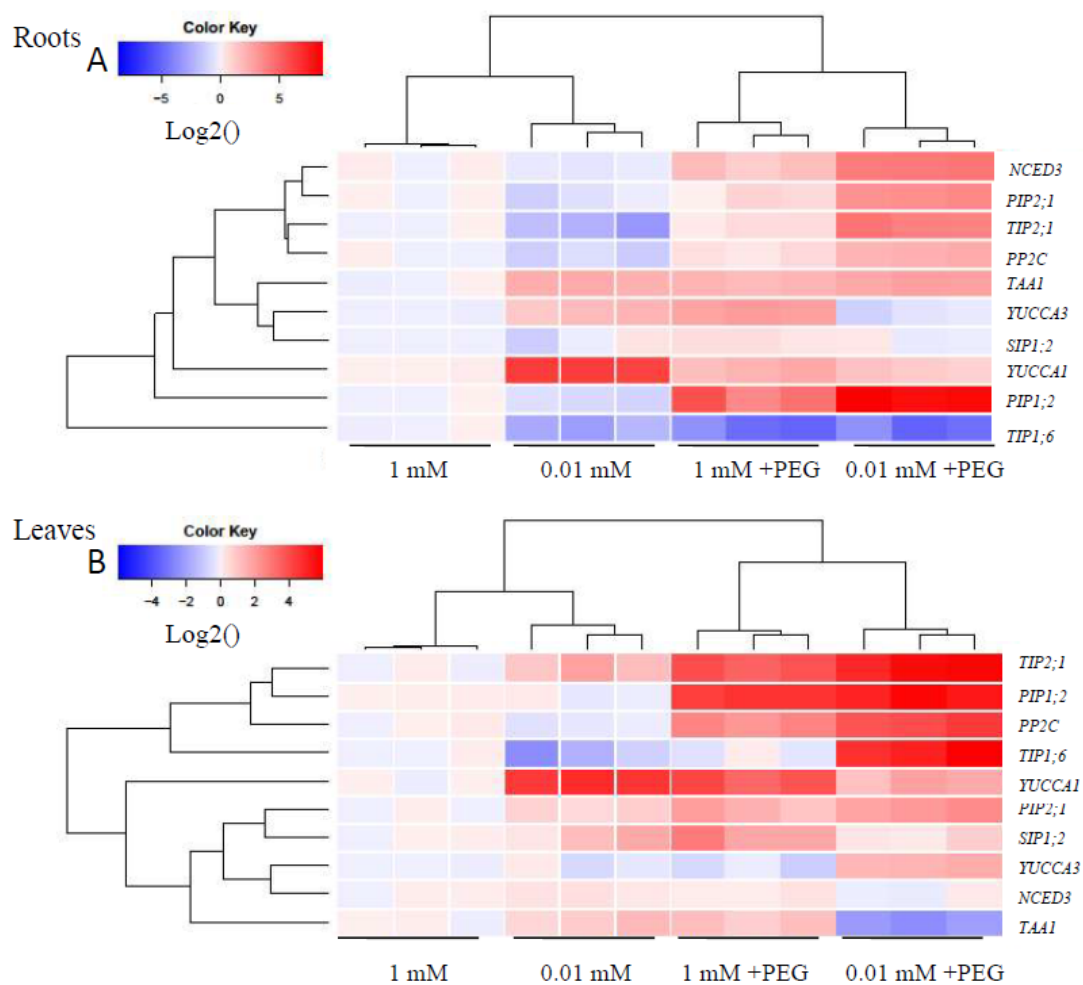 Roots
A
Color Key
−5 0 5
Log2()
NCED3
PIP2;1
TIP2;1
PP2C
TAA1
YUCCA3
SIP1;2
YUCCA1
PIP1;2
TIP1;6
1 mM 0.01 mM 1 mM +PEG 0.01 mM +PEG
Leaves
B
Color Key
−4 −2 0 2 4
Log2()
TIP2;1
PIP1;2
PP2C
TIP1;6
YUCCA1
PIP2;1
SIP1;2
YUCCA3
NCED3
TAA1
1 mM 0.01 mM 1 mM +PEG 0.01 mM +PEG